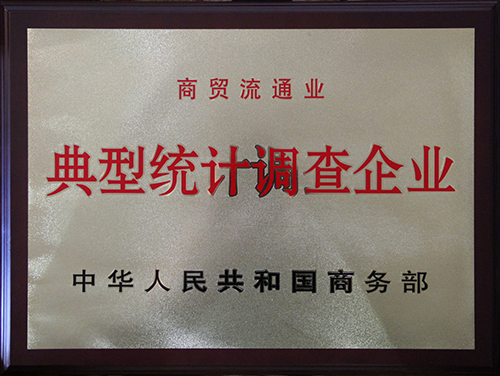 商贸流通业
典型统计调查企业
中华人民共和国商务部